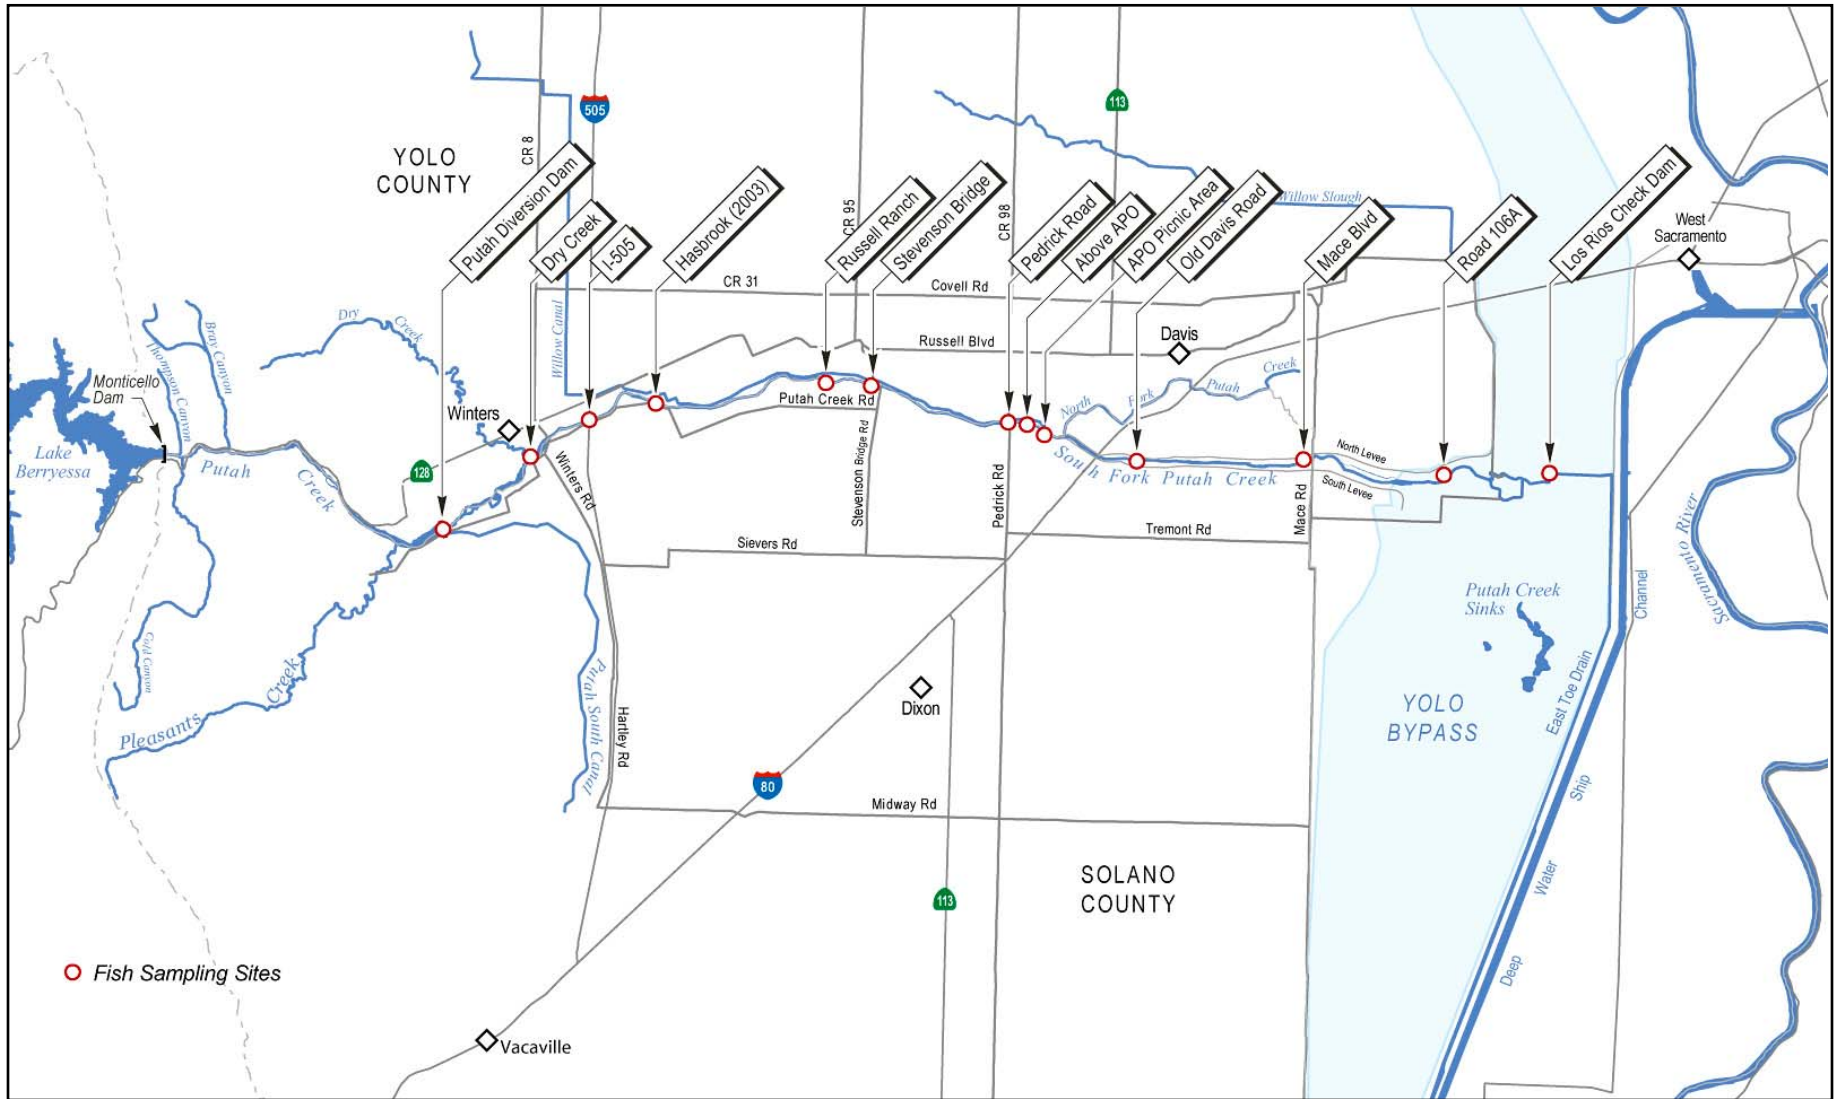 YOLO
COUNTY
505
113
CR 8
CR 95
CR 98
Putah Diversion Dam
Dry Creek
I-505
Hasbrook (2003)
Russell Ranch
Stevenson Bridge
Pedrick Road
Above APO
APO Picnic Area
Old Davis Road
Mace Blvd
Road 106A
Los Rios Check Dam
Willow Slough
West
Sacramento
CR 31
Covell Rd
Russell Blvd
Davis
Dry
Creek
Willow Canal
Bray Canyon
Thompson Canyon
Monticello
Dam
Winters
Putah Creek Rd
North
Fork
Putah
Creek
Lake
Berryessa
Putah
Creek
128
Winters Rd
Stevenson Bridge Rd
Pedrick Rd
South Fork Putah Creek
Mace Rd
North Levee
South Levee
Sievers Rd
Tremont Rd
Sacramento River
Putah Creek
Sinks
Channel
Cold Canyon
Pleasants
Creek
Putah South Canal
Hartley Rd
Dixon
YOLO
BYPASS
East Toe Drain
80
Midway Rd
Ship
Water
Deep
SOLANO
COUNTY
113
Fish Sampling Sites
Vacaville